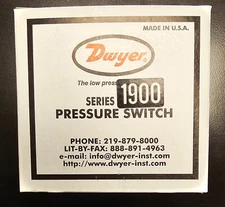 MADE IN U.S.A.
Dwyer
The low press
SERIES 1900
PRESSURE SWITCH
PHONE: 219-879-8000
LIT-BY-FAX: 888-891-4963
e-mail: info@dwyer-inst.com
http://www.dwyer-inst.com